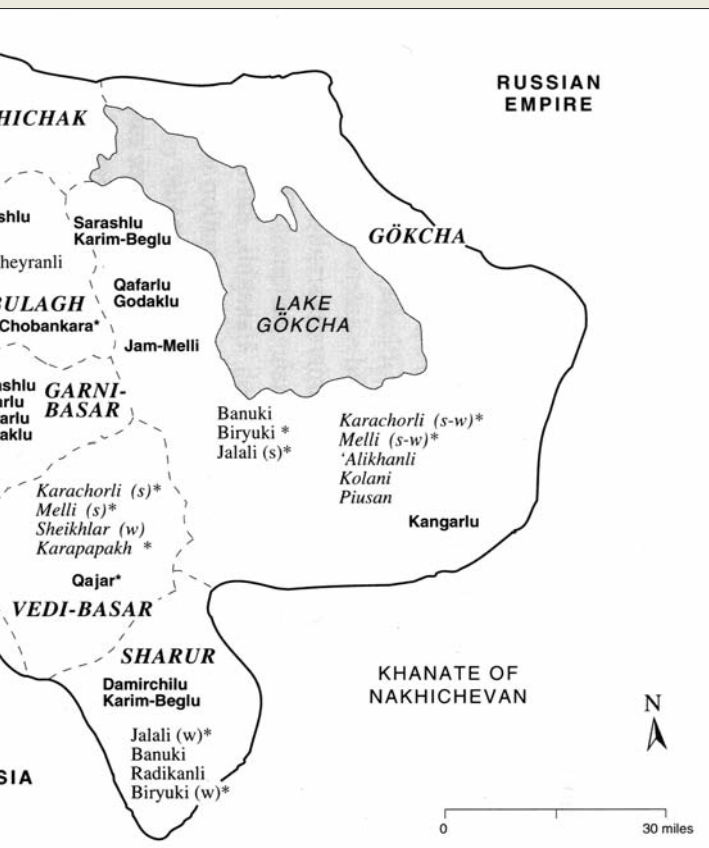 RUSSIAN
EMPIRE
HICHAK
GÖKCHA
shlu
Sarashlu
Karim-Beglu
heyranli
Qafarlu
Godaklu
BULAGH
Chobankara*
LAKE
GÖKCHA
Jam-Melli
ashlu
arlu
aklu
GARNI-
BASAR
Banuki
Biryuki *
Jalali (s)*
Karachorli (s-w)*
Melli (s-w)*
‘Alikhanli
Kolani
Piusan
Kangarlu
Karachorli (s)*
Melli (s)*
Sheikhlar (w)
Karapapakh *
Qajar*
VEDI-BASAR
SHARUR
Damirchilu
Karim-Beglu
Jalali (w)*
Banuki
Radikanli
Biryuki (w)*
KHANATE OF
NAKHICHEVAN
N
SIA
0
30 miles